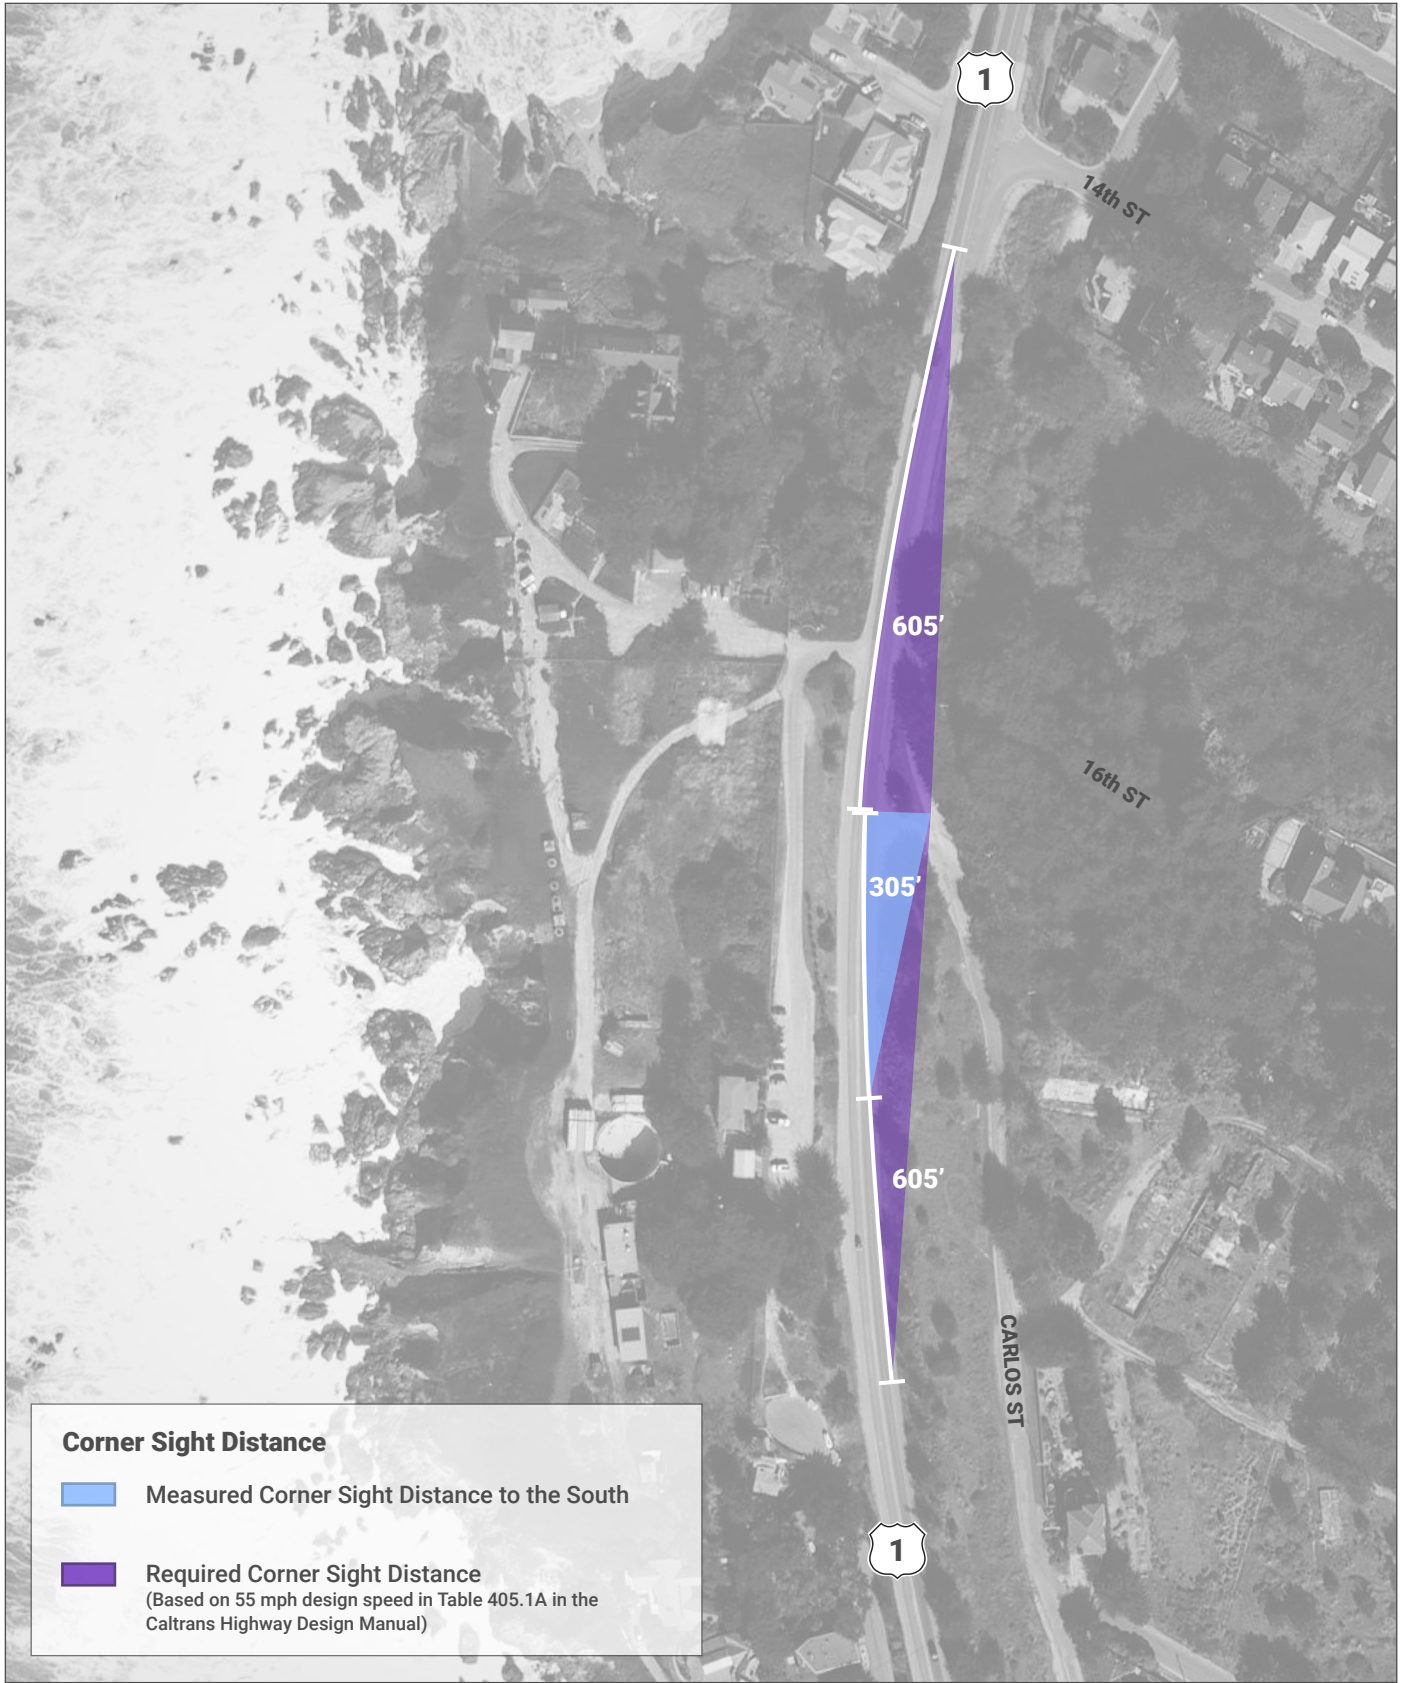 1
14th ST
605’
16th ST
305’
605’
CARLOS ST
Corner Sight Distance
Measured Corner Sight Distance to the South
Required Corner Sight Distance
(Based on 55 mph design speed in Table 405.1A in the
Caltrans Highway Design Manual)
1